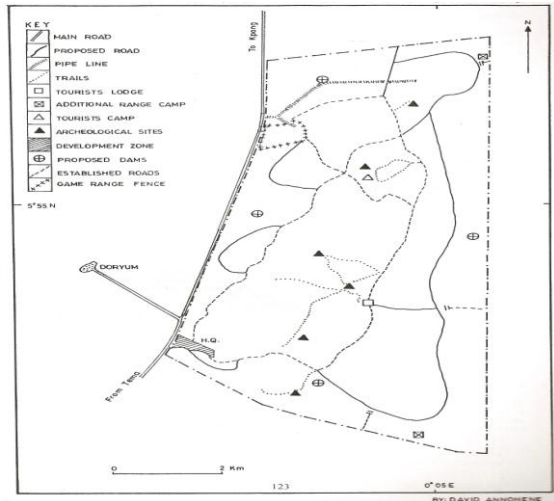 KEY
MAIN ROAD
PROPOSED ROAD
PIPE LINE
TRAILS
TOURISTS LODGE
ADDITIONAL RANGE CAMP
TOURISTS CAMP
ARCHEOLOGICAL SITES
DEVELOPMENT ZONE
PROPOSED DAMS
ESTABLISHED ROADS
GAME RANGE FENCE
To Kpong
N
5°55 N
DORYUM
H.Q.
From Tema
0 2 Km
123
0°05 E
BY: DAVID ANNOHENE